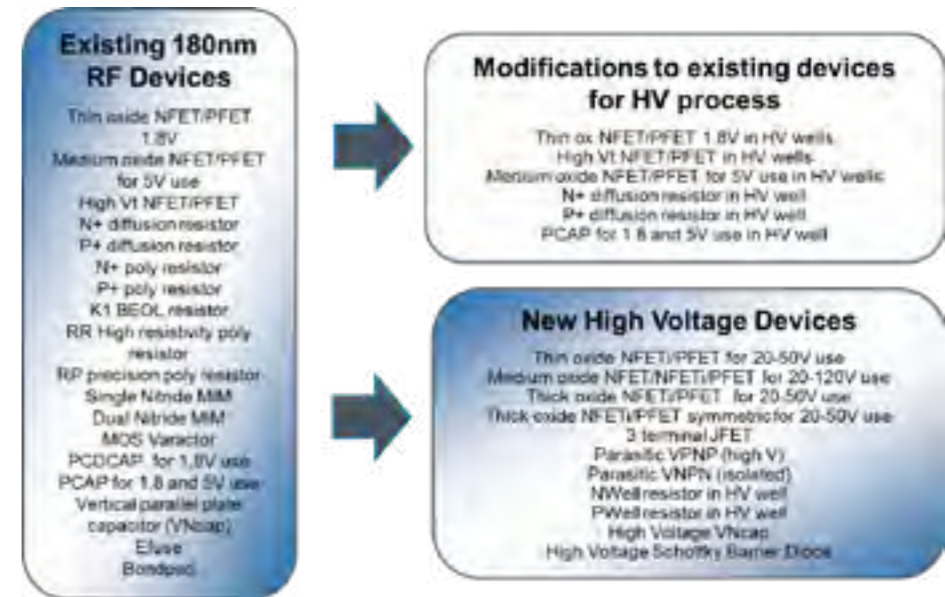 Existing 180nm
RF Devices
Thin oxide NFET/PFET
1.8V
Medium oxide NFET/PFET
for 5V use
High Vt NFET/PFET
N+ diffusion resistor
P+ diffusion resistor
N+ poly resistor
P+ poly resistor
K1 BEOL resistor
RR High resistivity poly
resistor
RP precision poly resistor
Single Nitride MIM
Dual Nitride MIM
MOS Varactor
PCDCAP for 1.8V use
PCAP for 1.8 and 5V use
Vertical parallel plate
capacitor (VNcap)
Efuse
Bondpad
Modifications to existing devices
for HV process
Thin ox NFET/PFET 1.8V in HV wells
High Vt NFET/PFET in HV wells
Medium oxide NFET/PFET for 5V use in HV wells
N+ diffusion resistor in HV well
P+ diffusion resistor in HV well
PCAP for 1.8 and 5V use in HV well
New High Voltage Devices
Thin oxide NFETi/PFET for 20-50V use
Medium oxide NFET/NFETi/PFET for 20-120V use
Thick oxide NFETi/PFET for 20-50V use
Thick oxide NFETi/PFET symmetric for 20-50V use
3 terminal JFET
Parasitic VPNP (high V)
Parasitic VNPN (isolated)
NWell resistor in HV well
PWell resistor in HV well
High Voltage VNcap
High Voltage Schottky Barrier Diode